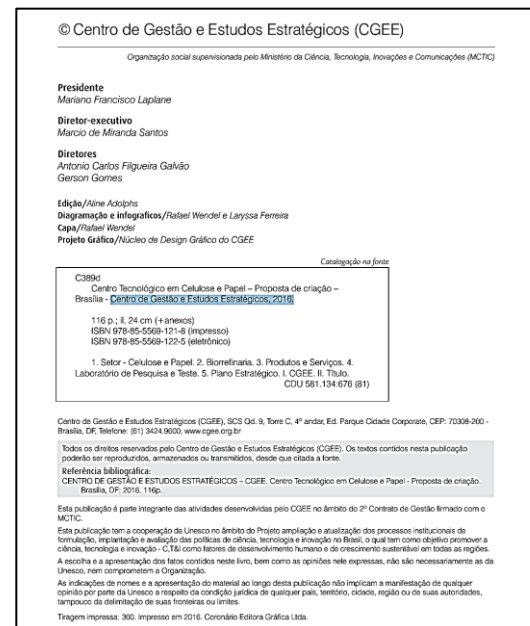 © Centro de Gestão e Estudos Estratégicos (CGEE)
Organização social supervisionada pelo Ministério da Ciência, Tecnologia, Inovações e Comunicações (MCTIC)
Presidente
Mariano Francisco Laplane
Diretor-executivo
Marcio de Miranda Santos
Diretores
Antonio Carlos Filgueira Galvão
Gerson Gomes
Edição/Aline Adolphs
Diagramação e infograficos/Rafael Wendel e Laryssa Ferreira
Capa/Rafael Wendel
Projeto Gráfico/Núcleo de Design Gráfico do CGEE
Catalogação na fonte
C389d
Centro Tecnológico em Celulose e Papel – Proposta de criação –
Brasília - Centro de Gestão e Estudos Estratégicos, 2016.
116 p.; il, 24 cm (+anexos)
ISBN 978-85-5569-121-8 (impresso)
ISBN 978-85-5569-122-5 (eletrônico)
1. Setor - Celulose e Papel. 2. Biorrefinaria. 3. Produtos e Serviços. 4.
Laboratório de Pesquisa e Teste. 5. Plano Estratégico. I. CGEE. II. Título.
CDU 581.134:676 (81)
Centro de Gestão e Estudos Estratégicos (CGEE), SCS Qd. 9, Torre C, 4º andar, Ed. Parque Cidade Corporate, CEP: 70308-200 -
Brasília, DF, Telefone: (61) 3424.9600, www.cgee.org.br
Todos os direitos reservados pelo Centro de Gestão e Estudos Estratégicos (CGEE). Os textos contidos nesta publicação
poderão ser reproduzidos, armazenados ou transmitidos, desde que citada a fonte.
Referência bibliográfica:
CENTRO DE GESTÃO E ESTUDOS ESTRATÉGICOS – CGEE. Centro Tecnológico em Celulose e Papel - Proposta de criação.
Brasília, DF: 2016. 116p.
Esta publicação é parte integrante das atividades desenvolvidas pelo CGEE no âmbito do 2º Contrato de Gestão firmado com o
MCTIC.
Esta publicação tem a cooperação da Unesco no âmbito do Projeto ampliação e atualização dos processos institucionais de
formulação, implantação e avaliação das políticas de ciência, tecnologia e inovação no Brasil, o qual tem como objetivo promover a
ciência, tecnologia e inovação - C,T&I como fatores de desenvolvimento humano e de crescimento sustentável em todas as regiões.
A escolha e a apresentação dos fatos contidos neste livro, bem como as opiniões nele expressas, não são necessariamente as da
Unesco, nem comprometem a Organização.
As indicações de nomes e a apresentação do material ao longo desta publicação não implicam a manifestação de qualquer
opinião por parte da Unesco a respeito da condição jurídica de qualquer país, território, cidade, região ou de suas autoridades,
tampouco da delimitação de suas fronteiras ou limites.
Tiragem impressa: 300. Impresso em 2016. Coronário Editora Gráfica Ltda.